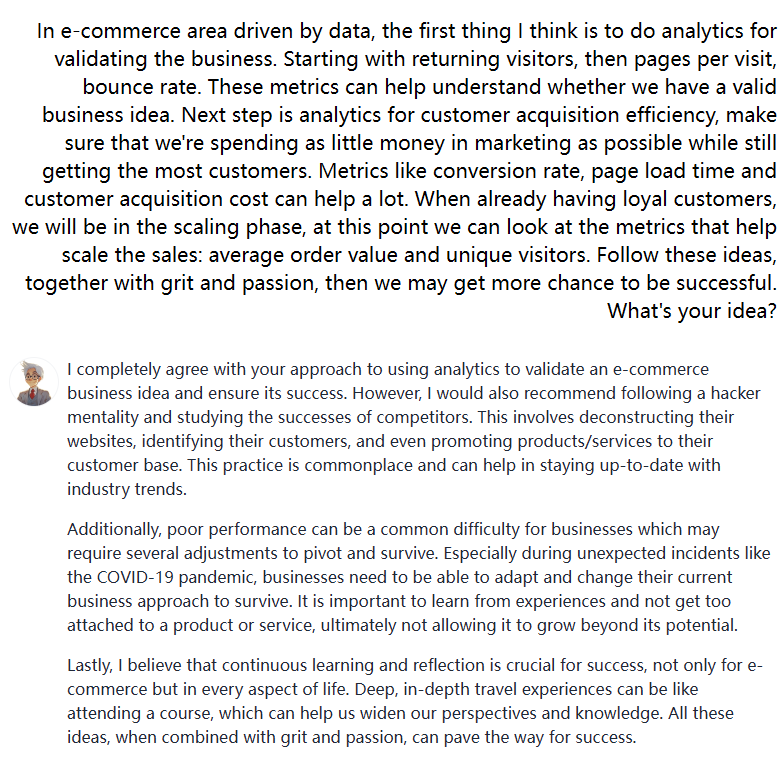 In e-commerce area driven by data, the first thing I think is to do analytics for
validating the business. Starting with returning visitors, then pages per visit,
bounce rate. These metrics can help understand whether we have a valid
business idea. Next step is analytics for customer acquisition efficiency, make
sure that we're spending as little money in marketing as possible while still
getting the most customers. Metrics like conversion rate, page load time and
customer acquisition cost can help a lot. When already having loyal customers,
we will be in the scaling phase, at this point we can look at the metrics that help
scale the sales: average order value and unique visitors. Follow these ideas,
together with grit and passion, then we may get more chance to be successful.
What's your idea?
I completely agree with your approach to using analytics to validate an e-commerce
business idea and ensure its success. However, I would also recommend following a hacker
mentality and studying the successes of competitors. This involves deconstructing their
websites, identifying their customers, and even promoting products/services to their
customer base. This practice is commonplace and can help in staying up-to-date with
industry trends.
Additionally, poor performance can be a common difficulty for businesses which may
require several adjustments to pivot and survive. Especially during unexpected incidents like
the COVID-19 pandemic, businesses need to be able to adapt and change their current
business approach to survive. It is important to learn from experiences and not get too
attached to a product or service, ultimately not allowing it to grow beyond its potential.
Lastly, I believe that continuous learning and reflection is crucial for success, not only for e-
commerce but in every aspect of life. Deep, in-depth travel experiences can be like
attending a course, which can help us widen our perspectives and knowledge. All these
ideas, when combined with grit and passion, can pave the way for success.